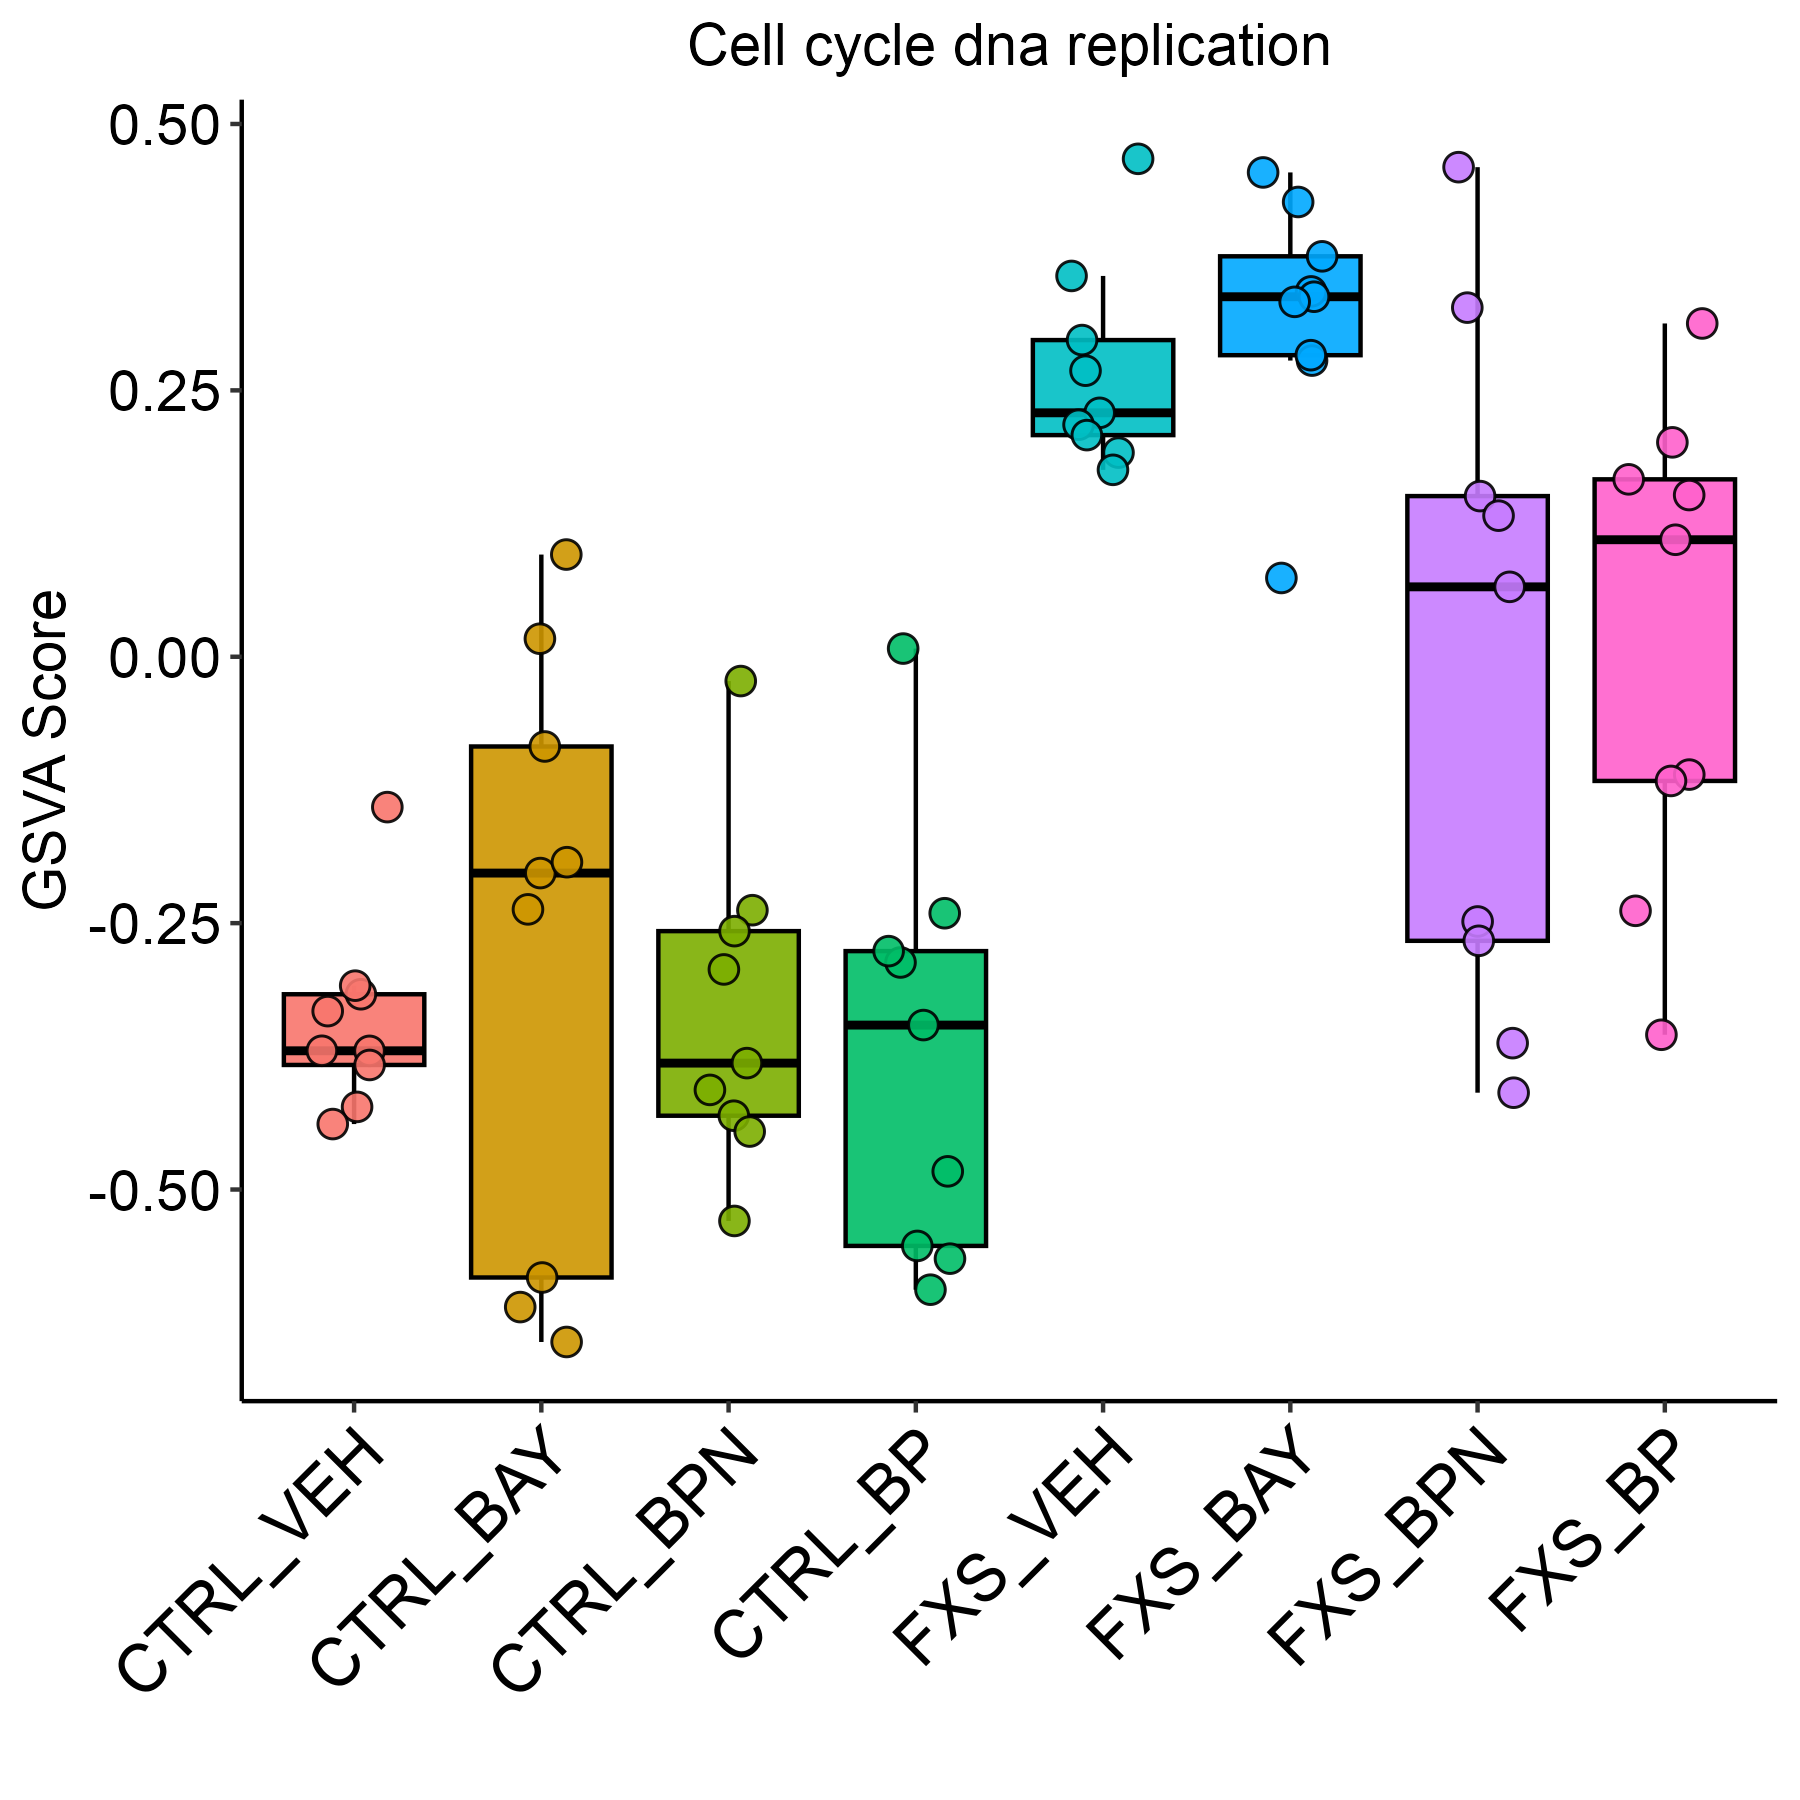 Cell cycle dna replication
GSVA Score
0.50
0.25
0.00
-0.25
-0.50
CTRL_VEH
CTRL_BAY
CTRL_BPN
CTRL_BP
FXS_VEH
FXS_BAY
FXS_BPN
FXS_BP